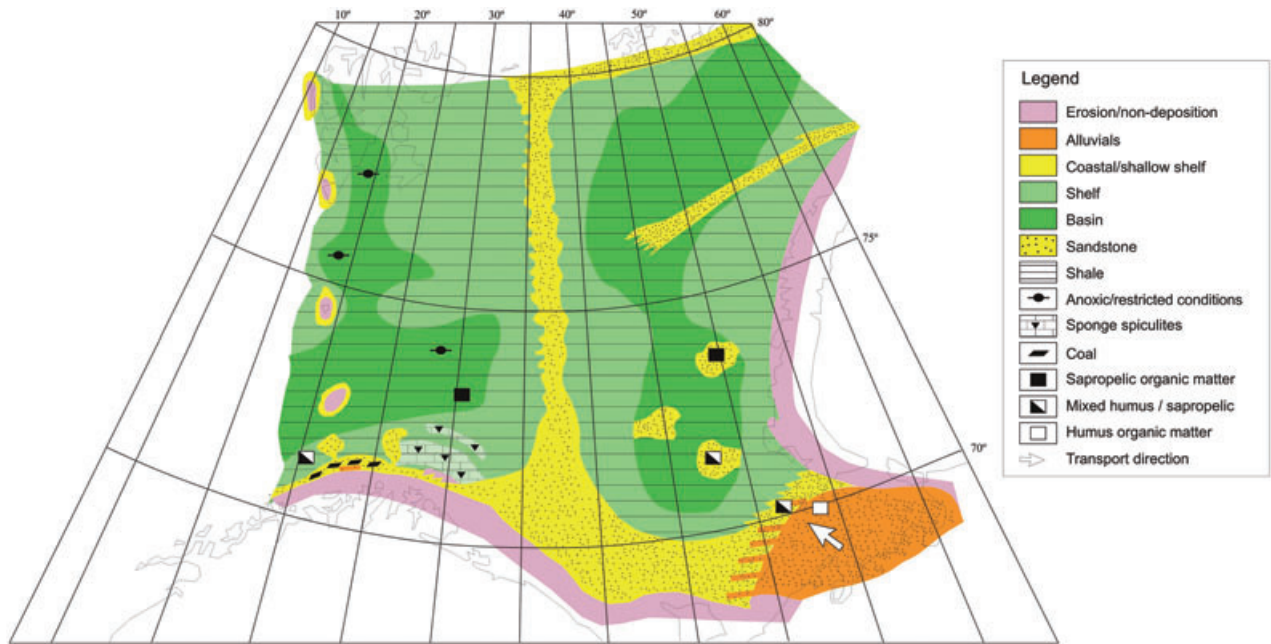 10° 20° 30° 40° 50° 60° 80°
75°
70°
Legend
Erosion/non-deposition
Alluvials
Coastal/shallow shelf
Shelf
Basin
Sandstone
Shale
Anoxic/restricted conditions
Sponge spiculites
Coal
Sapropelic organic matter
Mixed humus / sapropelic
Humus organic matter
Transport direction